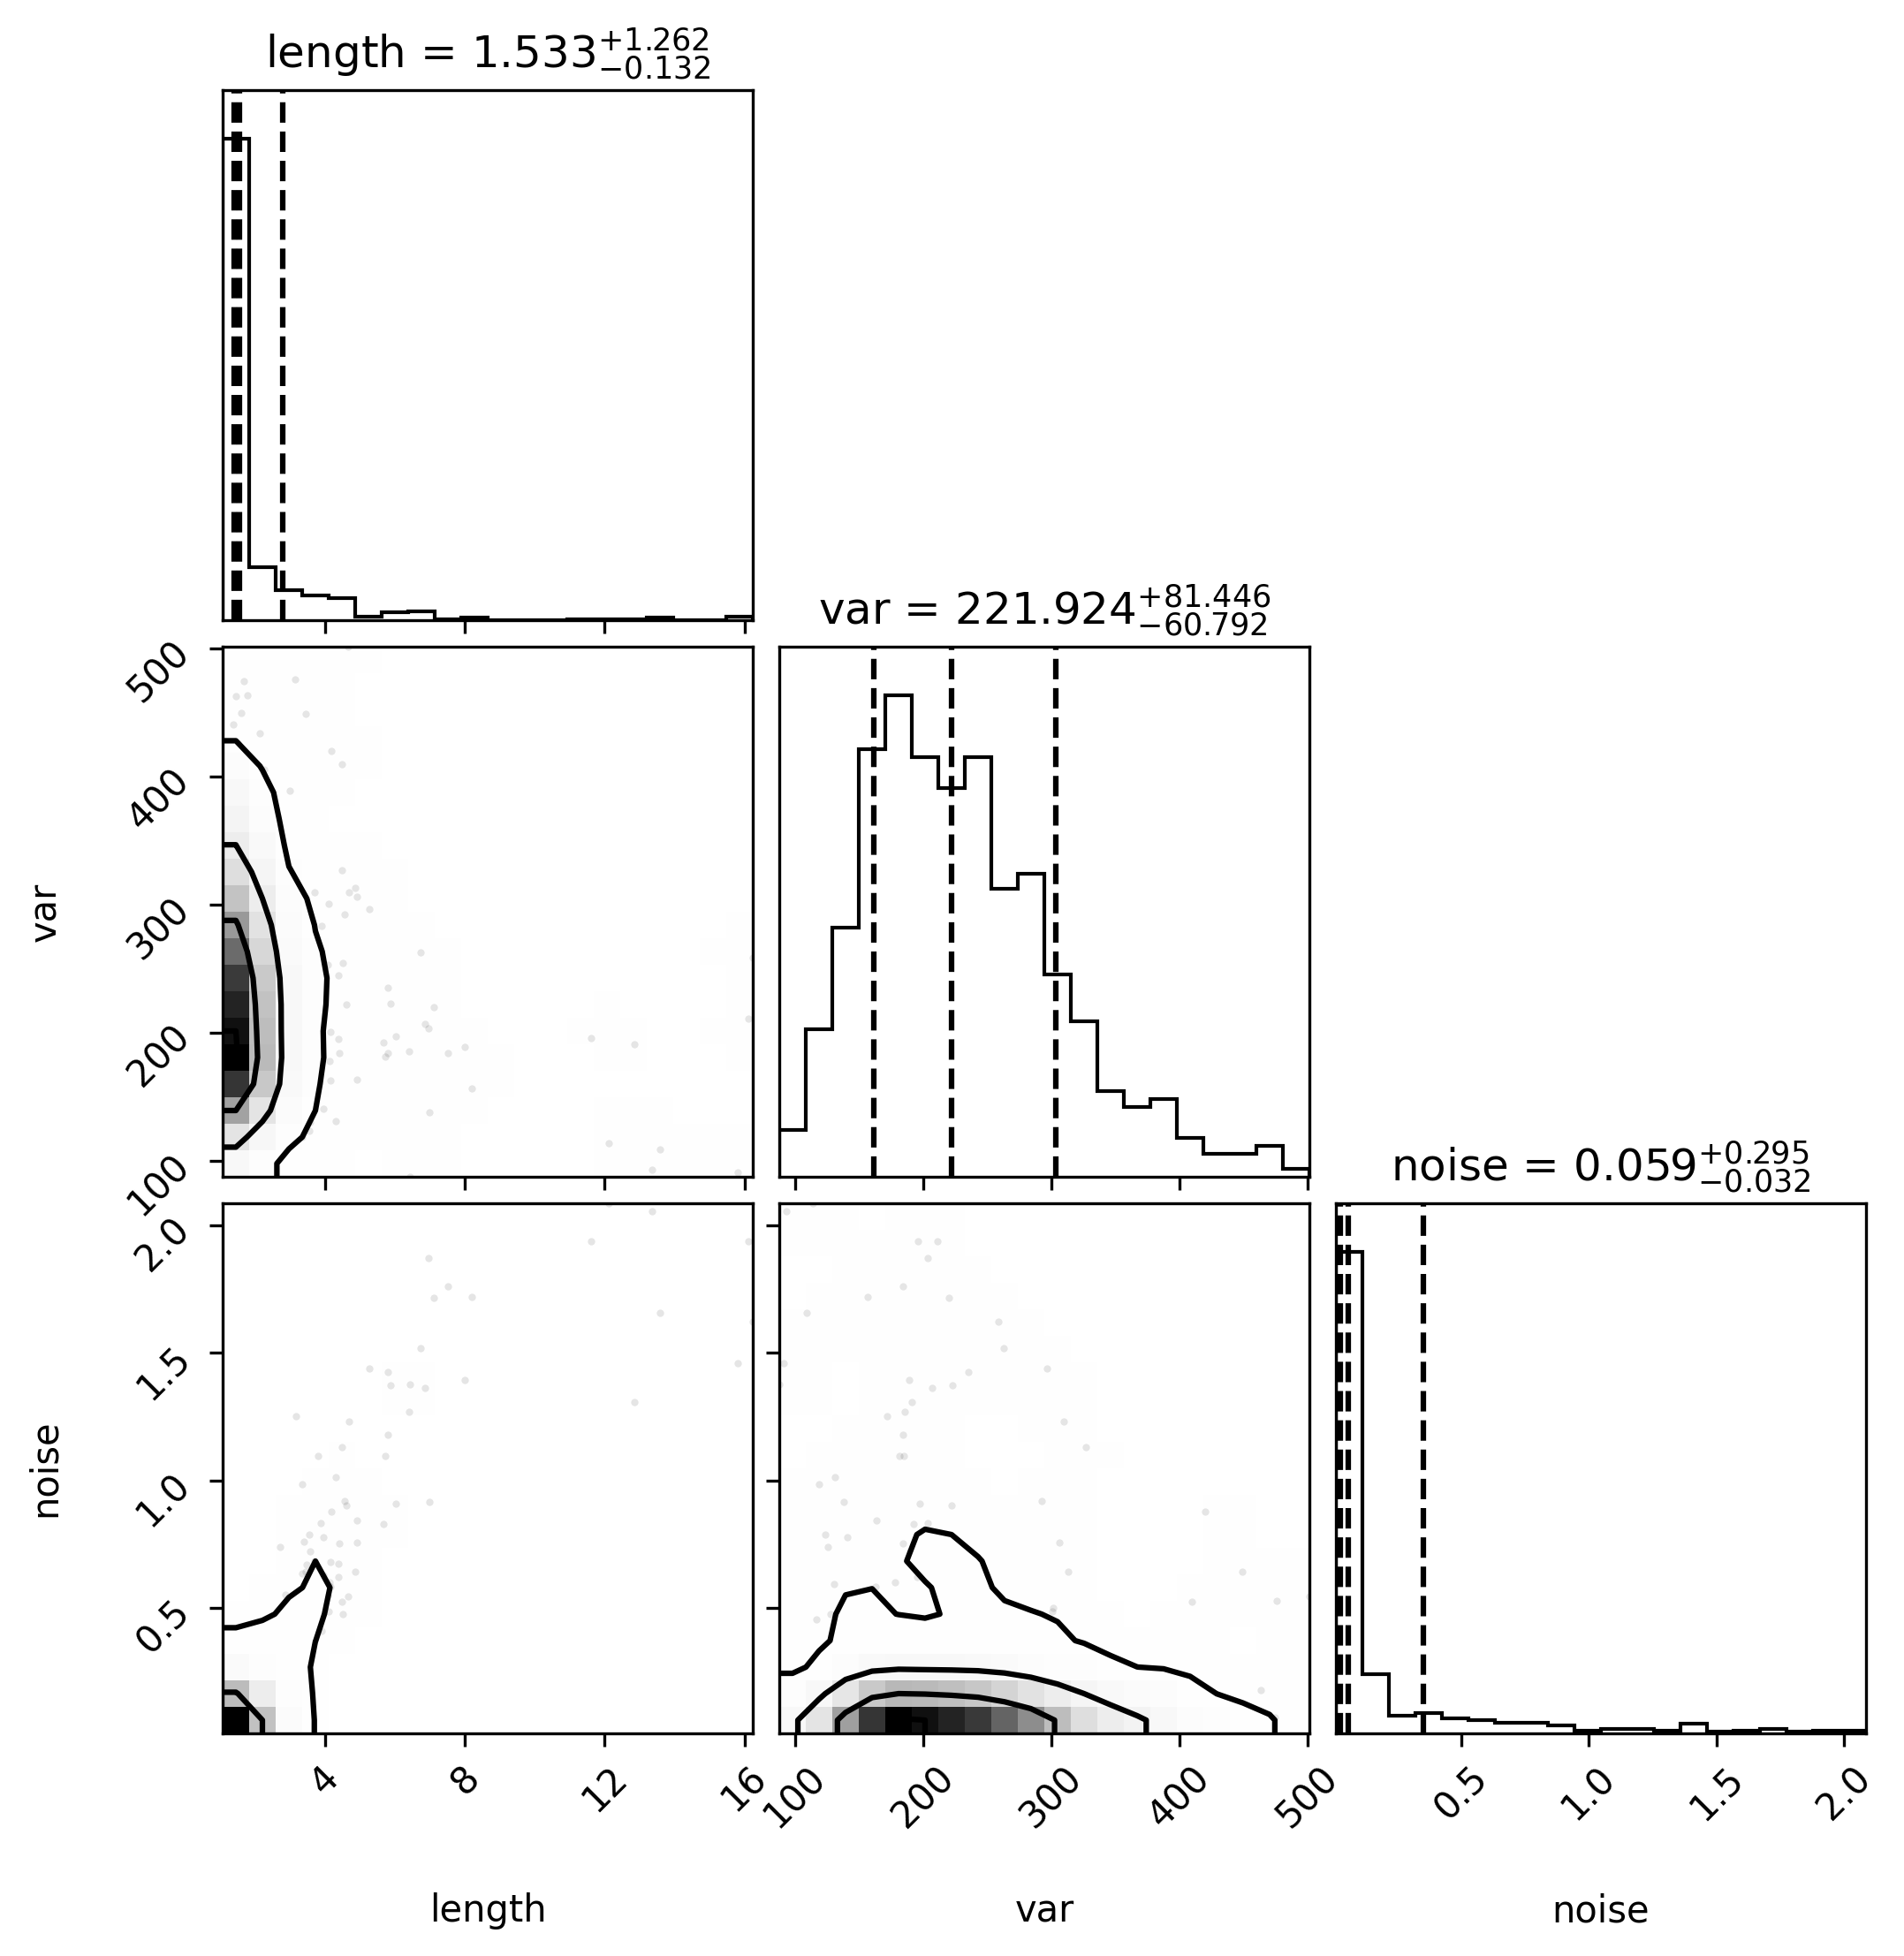 length = 1.533 +1.262 −0.132
var = 221.924 +81.446 −60.792
500
400
300
200
100
var
noise = 0.059 +0.295 −0.032
2.0
1.5
1.0
0.5
noise
4 8 12 16 100 200 300 400 500 0.5 1.0 1.5 2.0
length var noise